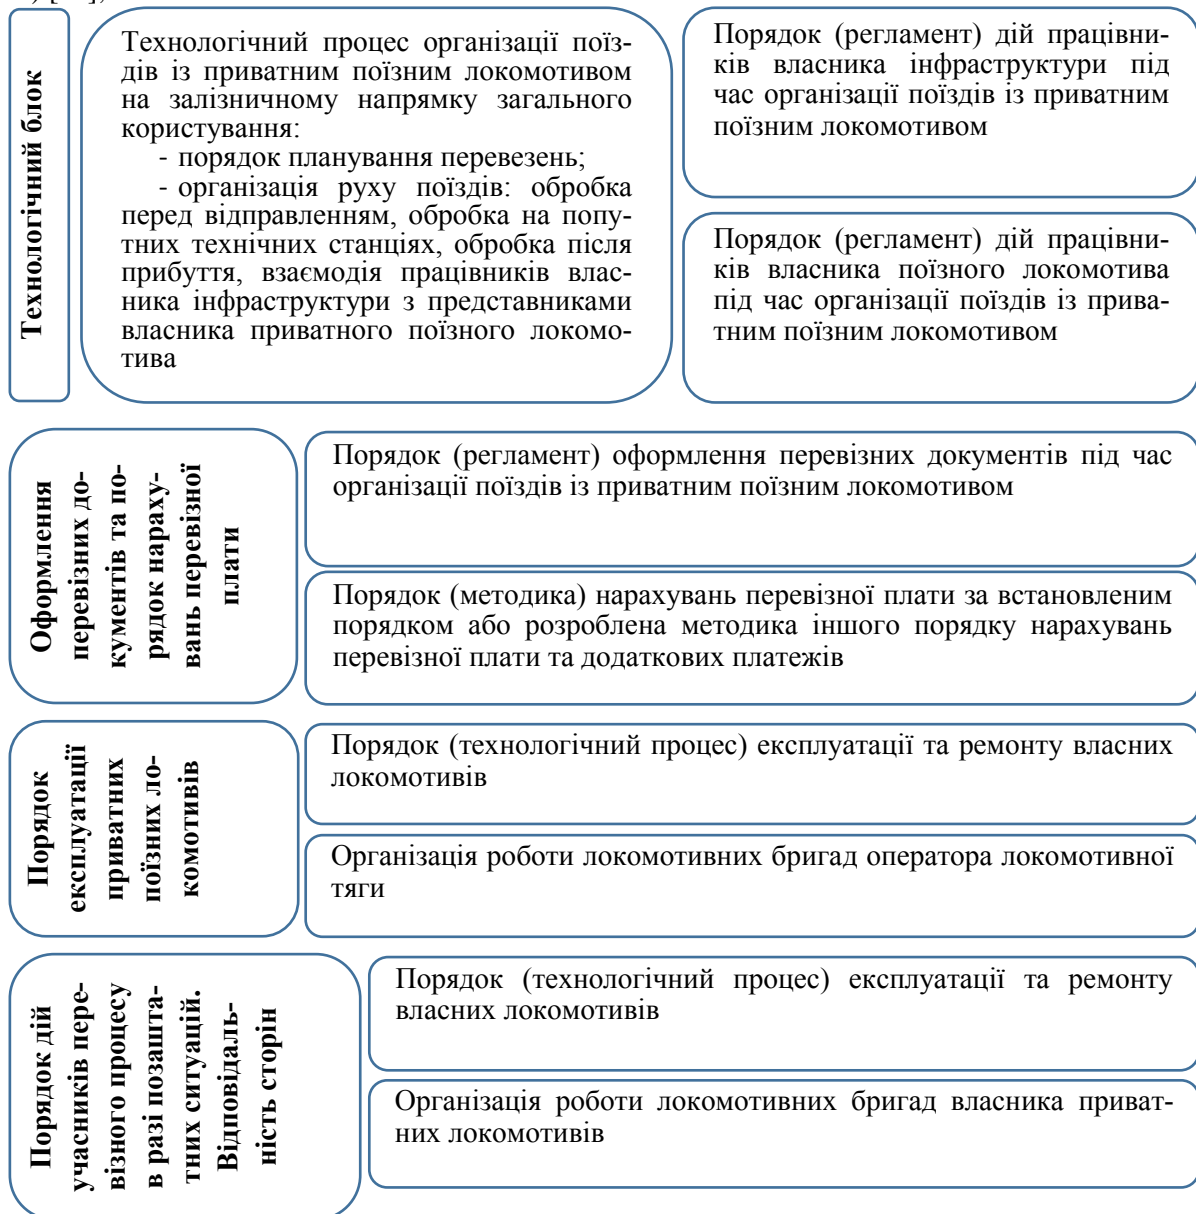 Технологічний блок
Технологічний процес організації поїз-
дів із приватним поїзним локомотивом
на залізничному напрямку загального
користування:
- порядок планування перевезень;
- організація руху поїздів: обробка
перед відправленням, обробка на попу-
тних технічних станціях, обробка після
прибуття, взаємодія працівників влас-
ника інфраструктури з представниками
власника приватного поїзного локомо-
тива
Порядок (регламент) дій працівни-
ків власника інфраструктури під
час організації поїздів із приватним
поїзним локомотивом
Порядок (регламент) дій працівни-
ків власника поїзного локомотива
під час організації поїздів із прива-
тним поїзним локомотивом
Оформлення
перевізних до-
кументів та по-
рядок нараху-
вань перевізної
плати
Порядок (регламент) оформлення перевізних документів під час
організації поїздів із приватним поїзним локомотивом
Порядок (методика) нарахувань перевізної плати за встановленим
порядком або розроблена методика іншого порядку нарахувань
перевізної плати та додаткових платежів
Порядок
експлуатації
приватних
поїзних ло-
комотивів
Порядок (технологічний процес) експлуатації та ремонту власних
локомотивів
Організація роботи локомотивних бригад оператора локомотивної
тяги
Порядок дій
учасників пере-
візного процесу
в разі позашта-
тних ситуацій.
Відповідаль-
ність сторін
Порядок (технологічний процес) експлуатації та ремонту
власних локомотивів
Організація роботи локомотивних бригад власника приват-
них локомотивів